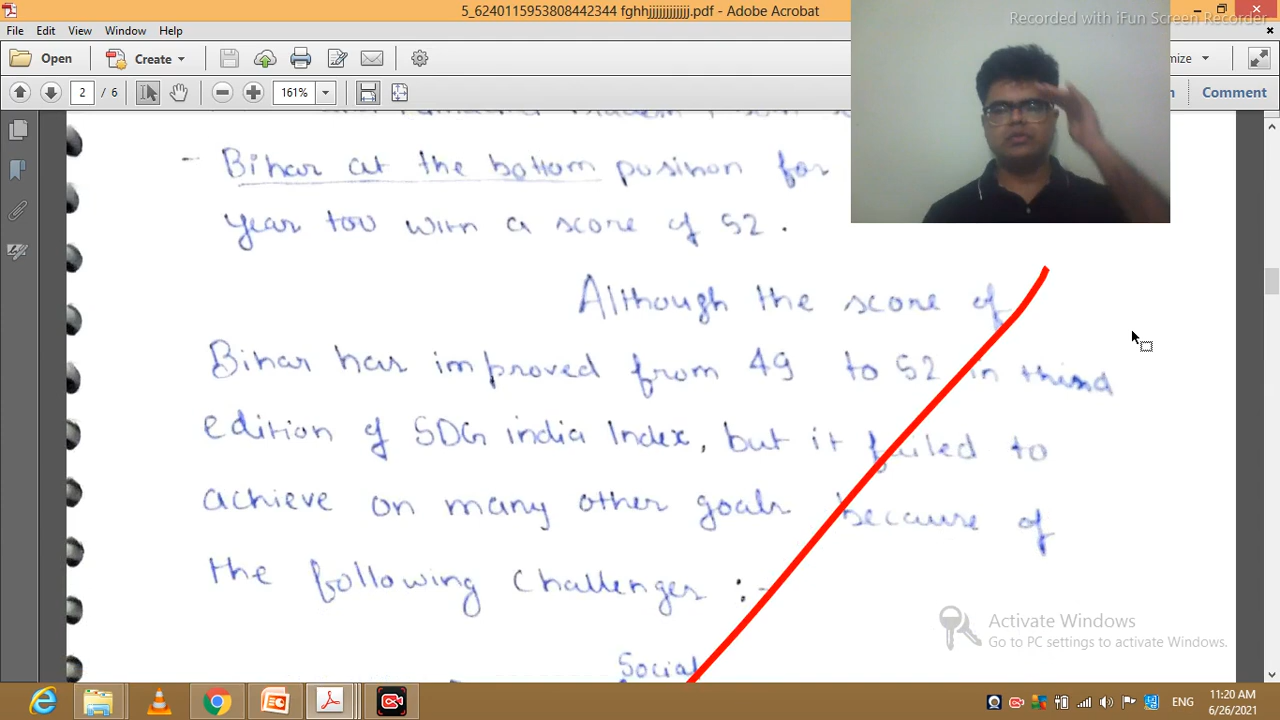 5_6240115953808442344 fghhjjjjjjjjjjjj.pdf - Adobe Acrobat
Recorded with iFun Screen Recorder
File Edit View Window Help
Open Create
2 / 6 161% Comment
- Bihar at the bottom position for
year too with a score of 52.
Although the score of
Bihar has improved from 49 to 52 in third
edition of SDG india Index, but it failed to
achieve on many other goals because of
the following Challenges :-
Social
Activate Windows
Go to PC settings to activate Windows.
ENG
11:20 AM
6/26/2021